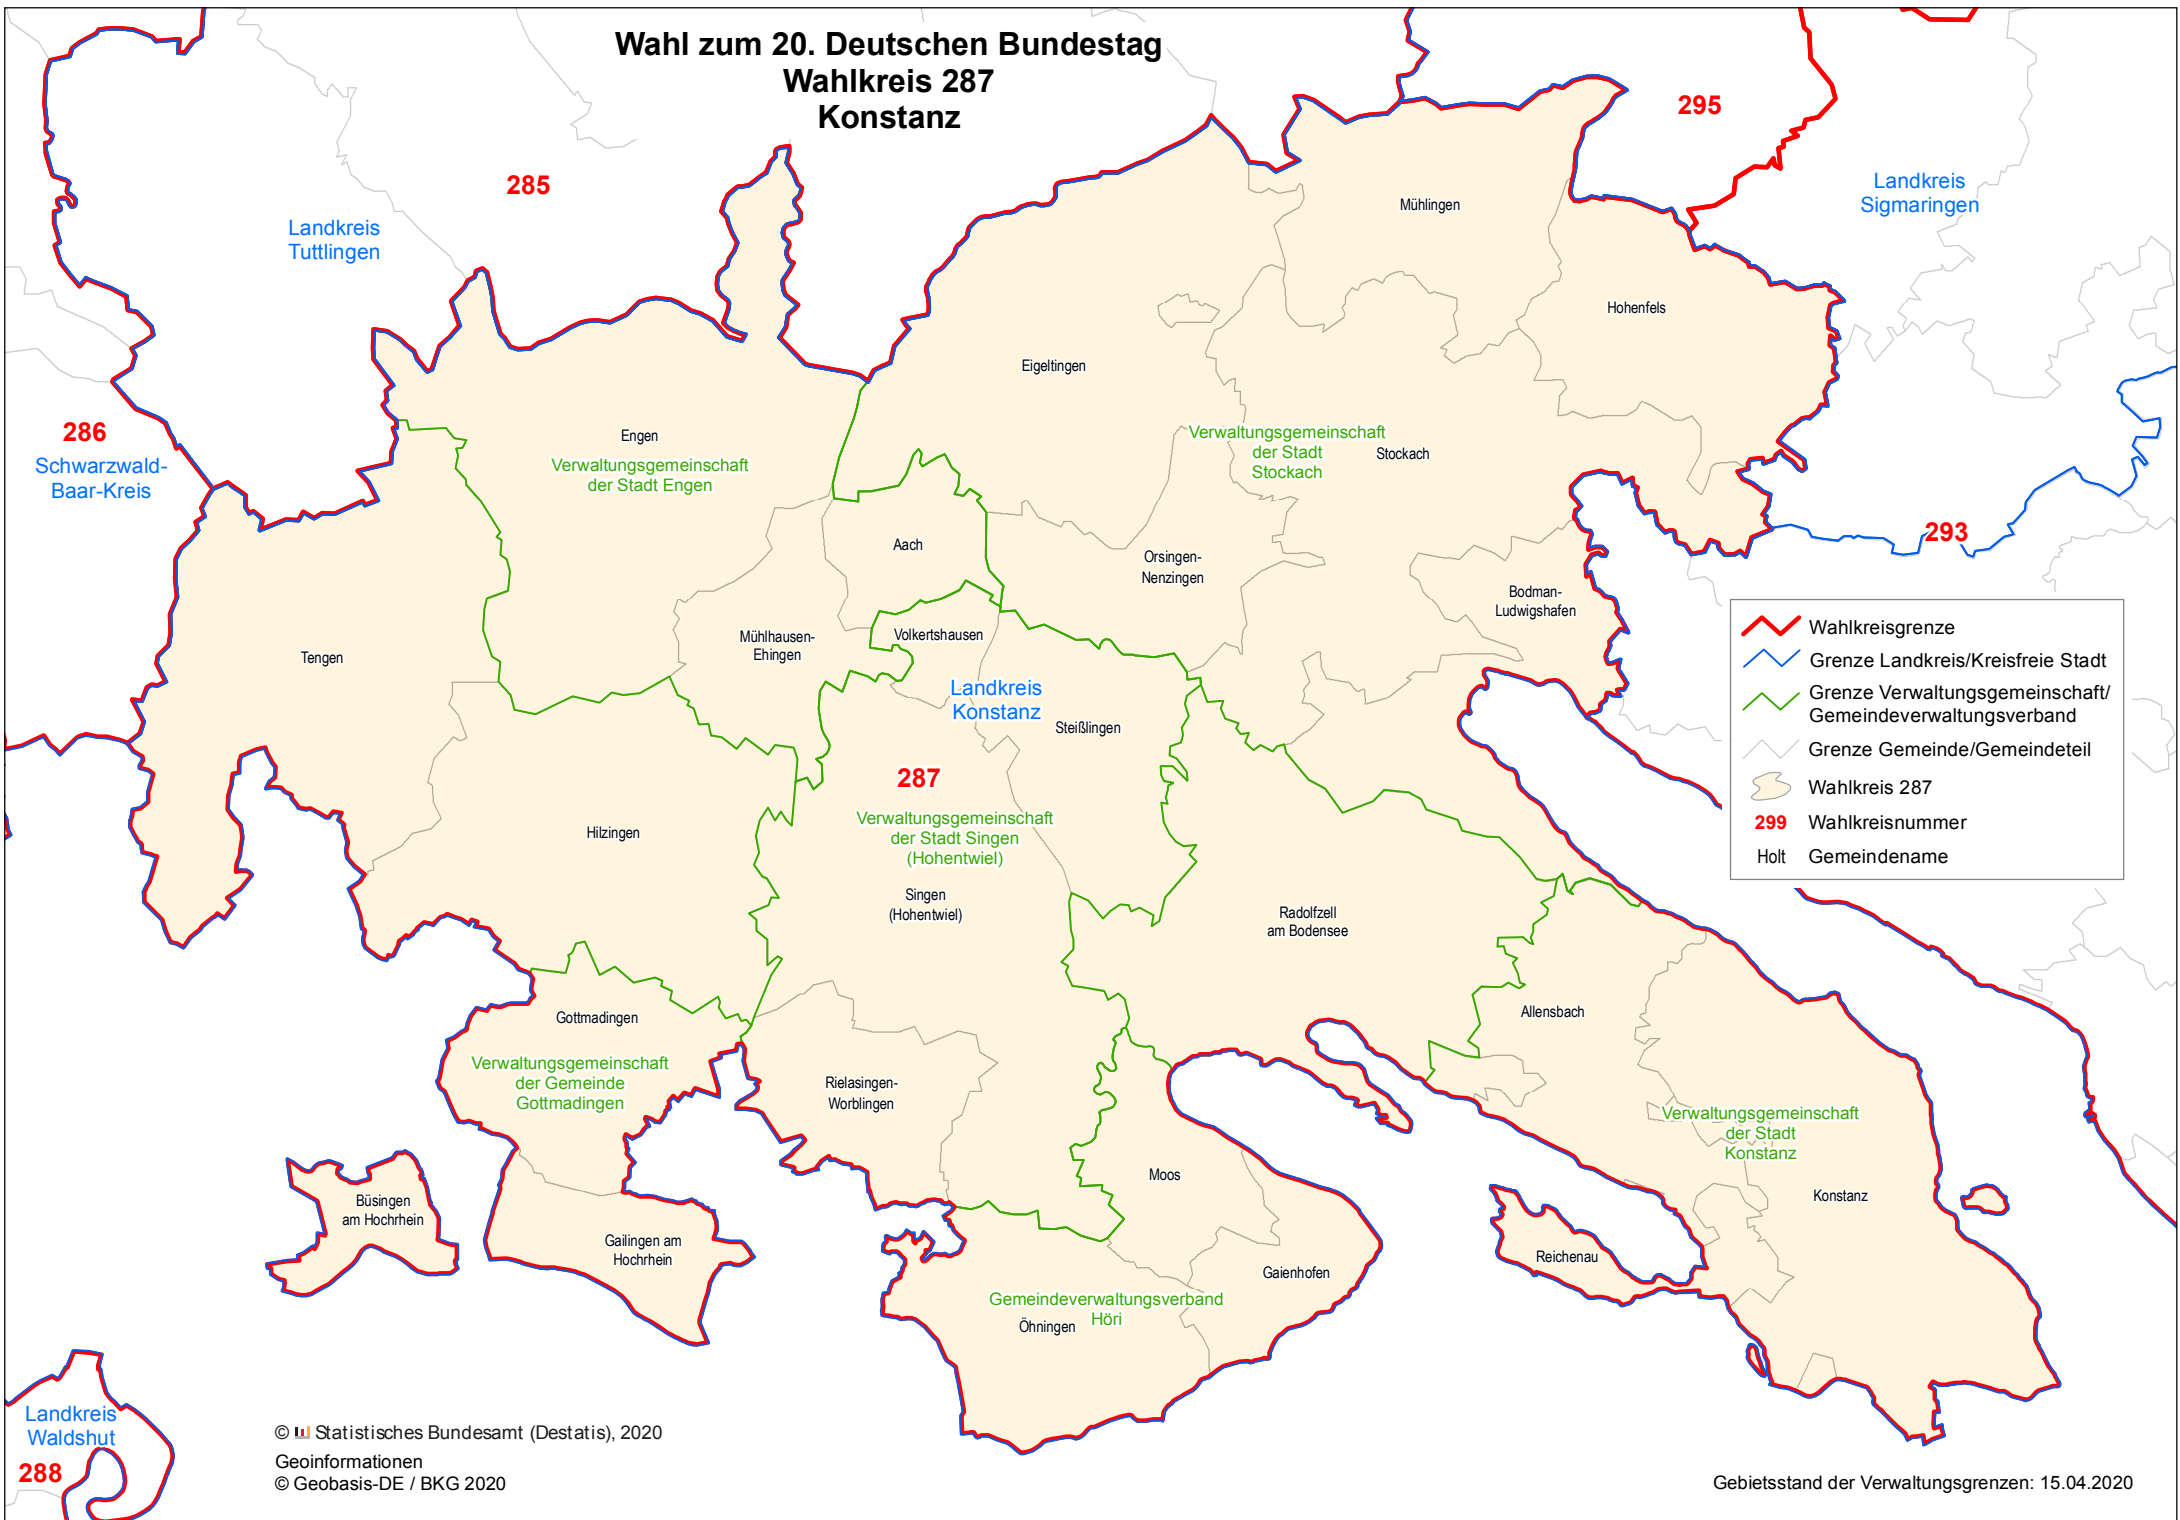 Wahl zum 20. Deutschen Bundestag
Wahlkreis 287
Konstanz
295
Landkreis
Sigmaringen
285
Landkreis
Tuttlingen
Mühlingen
Hohenfels
Eigeltingen
286
Schwarzwald-
Baar-Kreis
Engen
Verwaltungsgemeinschaft
der Stadt Engen
Verwaltungsgemeinschaft
der Stadt
Stockach
Stockach
293
Aach
Orsingen-
Nenzingen
Bodman-
Ludwigshafen
Tengen
Mühlhausen-
Ehingen
Volkertshausen
Landkreis
Konstanz
Steißlingen
287
Verwaltungsgemeinschaft
der Stadt Singen
(Hohentwiel)
Hilzingen
Singen
(Hohentwiel)
Radolfzell
am Bodensee
Wahlkreisgrenze
Grenze Landkreis/Kreisfreie Stadt
Grenze Verwaltungsgemeinschaft/
Gemeindeverwaltungsverband
Grenze Gemeinde/Gemeindeteil
Wahlkreis 287
299 Wahlkreisnummer
Holt Gemeindename
Gottmadingen
Verwaltungsgemeinschaft
der Gemeinde
Gottmadingen
Rielasingen-
Worblingen
Allensbach
Verwaltungsgemeinschaft
der Stadt
Konstanz
Konstanz
Moos
Büsingen
am Hochrhein
Gailingen am
Hochrhein
Reichenau
Gaienhofen
Gemeindeverwaltungsverband
Höri
Öhningen
Landkreis
Waldshut
288
© Statistisches Bundesamt (Destatis), 2020
Geoinformationen
© Geobasis-DE / BKG 2020
Gebietsstand der Verwaltungsgrenzen: 15.04.2020